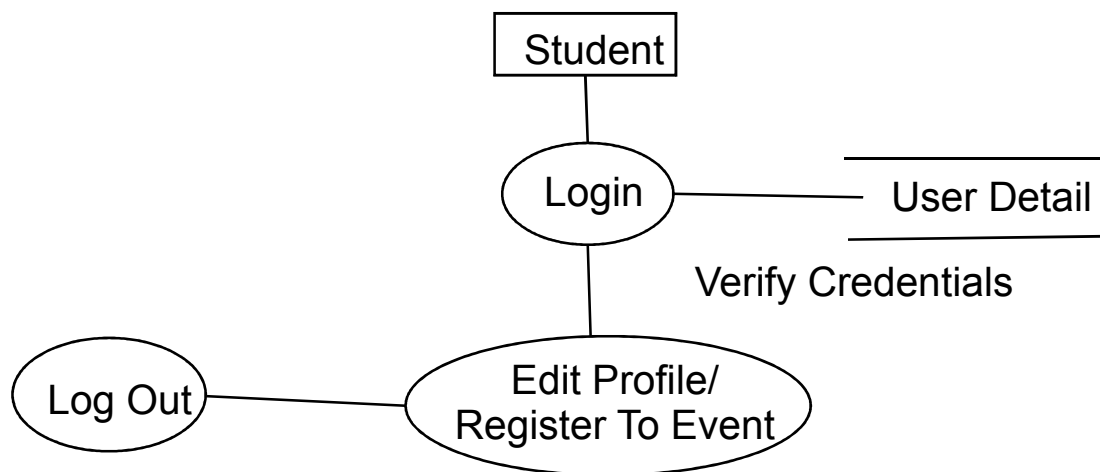 Student
Login
User Detail
Verify Credentials
Edit Profile/
Register To Event
Log Out